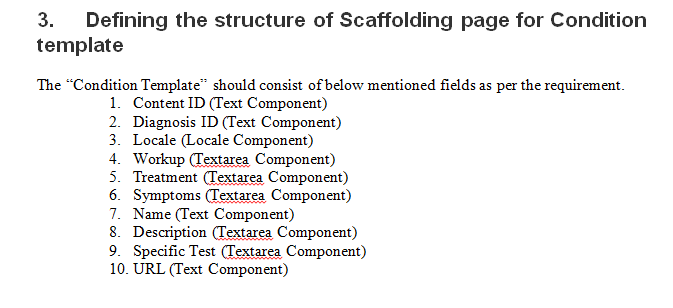 3. Defining the structure of Scaffolding page for Condition
template
The “Condition Template” should consist of below mentioned fields as per the requirement.
1. Content ID (Text Component)
2. Diagnosis ID (Text Component)
3. Locale (Locale Component)
4. Workup (Textarea Component)
5. Treatment (Textarea Component)
6. Symptoms (Textarea Component)
7. Name (Text Component)
8. Description (Textarea Component)
9. Specific Test (Textarea Component)
10. URL (Text Component)